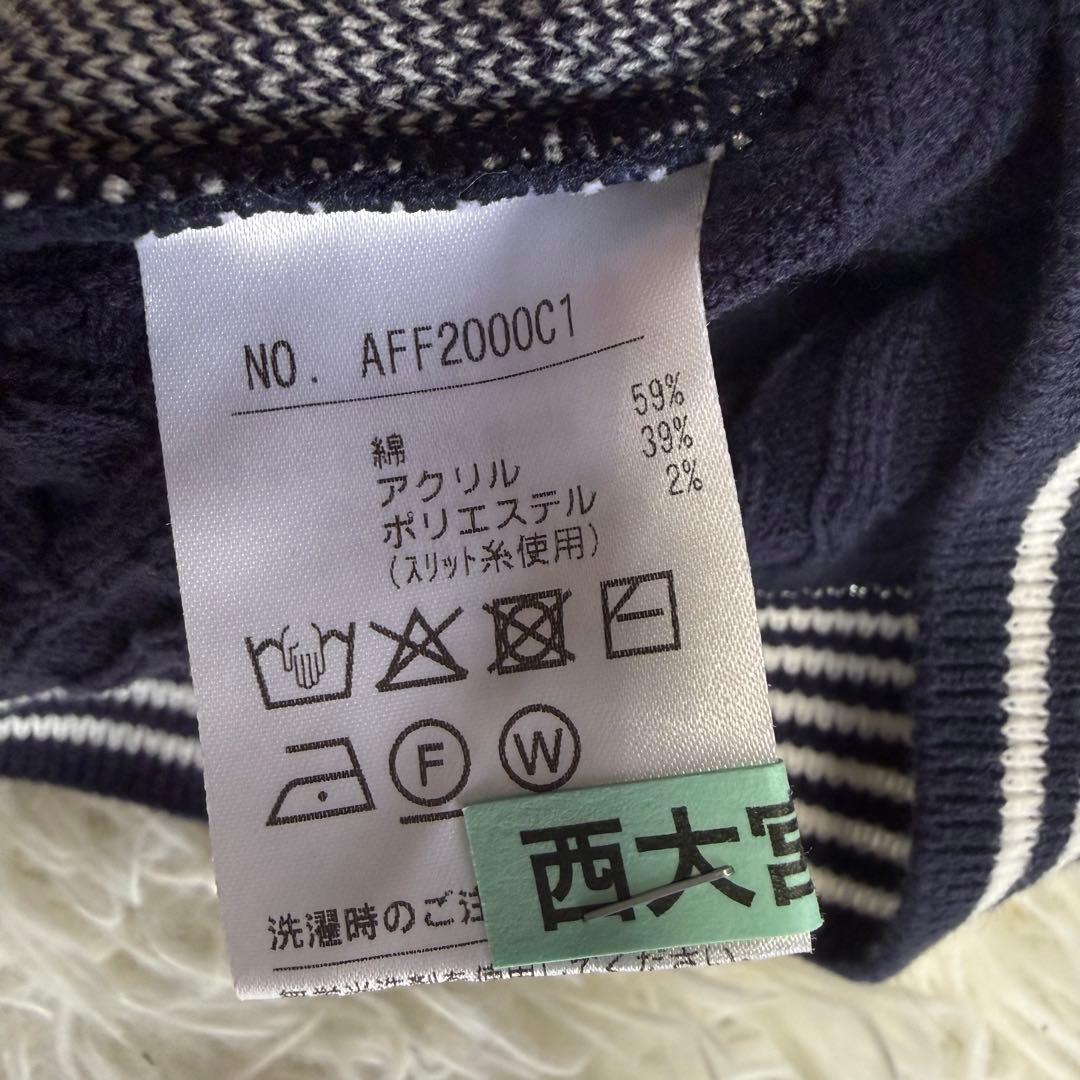 NO. AFF2000C1
綿 59%
アクリル 39%
ポリエステル 2%
(スリット糸使用)
F W
西大宮
洗濯時のご注